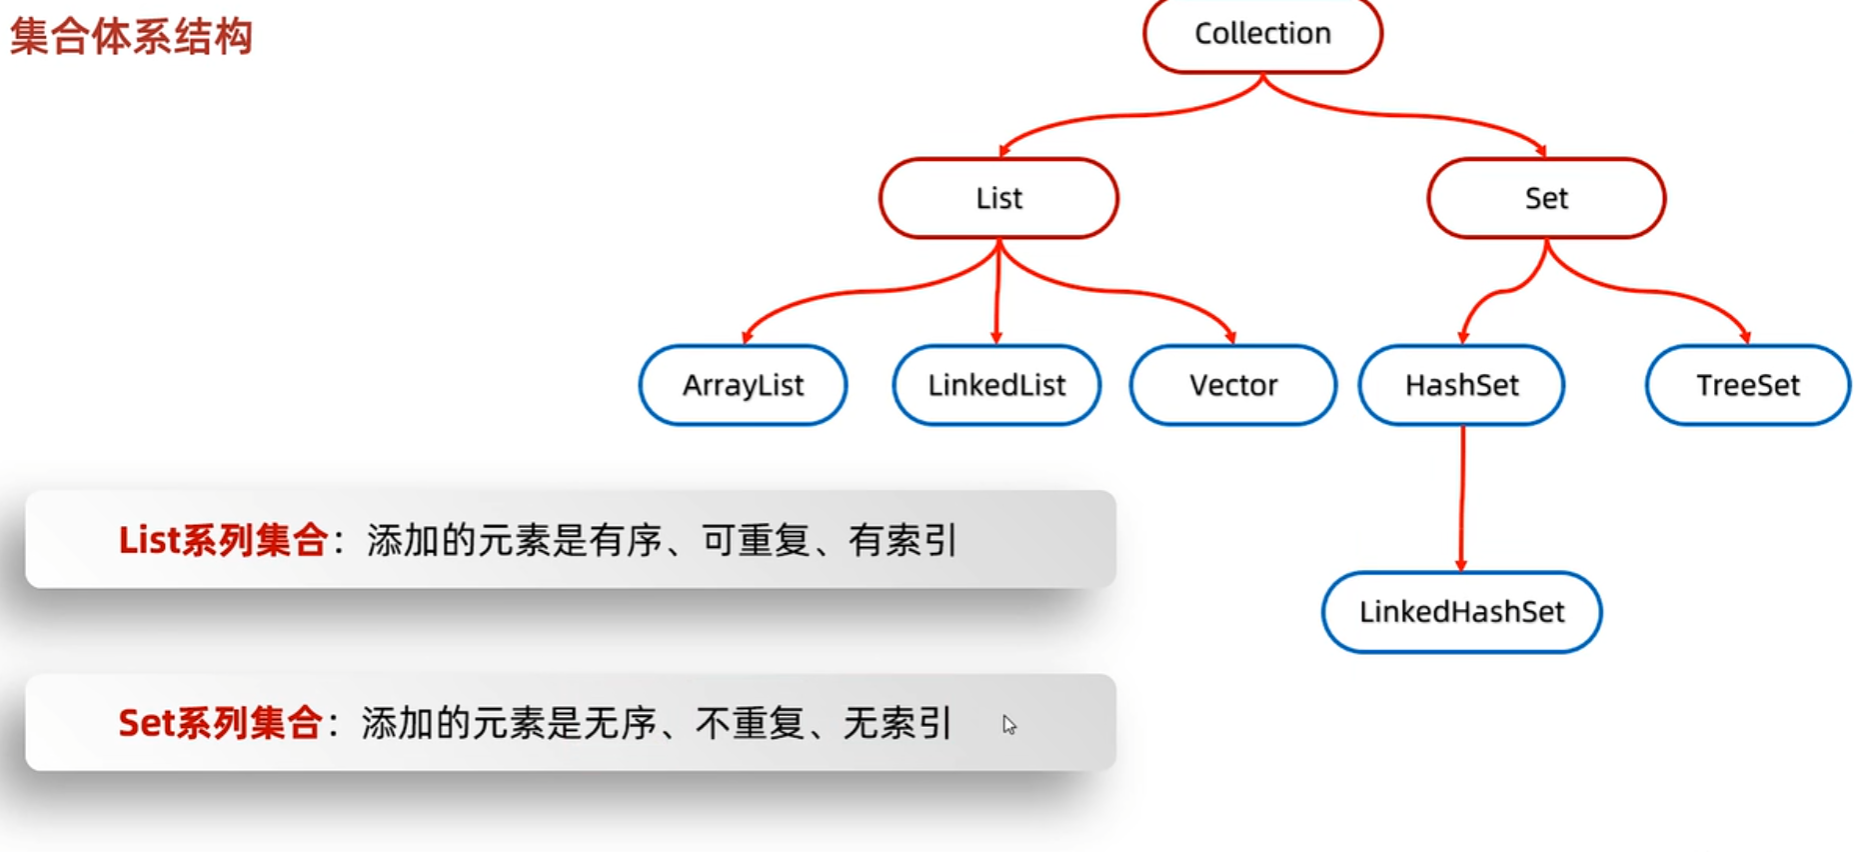 集合体系结构
Collection
List
Set
ArrayList
LinkedList
Vector
HashSet
TreeSet
List系列集合：添加的元素是有序、可重复、有索引
LinkedHashSet
Set系列集合：添加的元素是无序、不重复、无索引